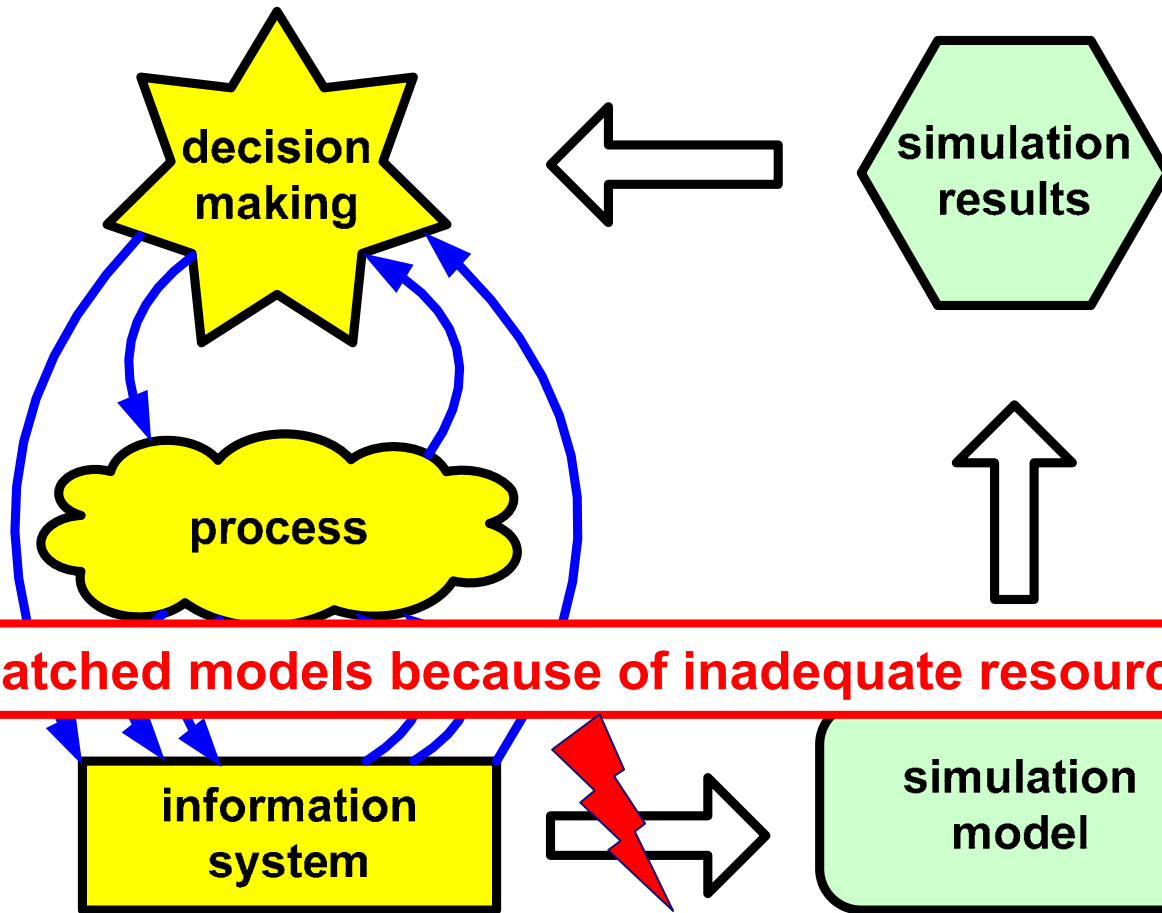 decision
making
simulation
results
process
atched models because of inadequate resourc
information
system
simulation
model